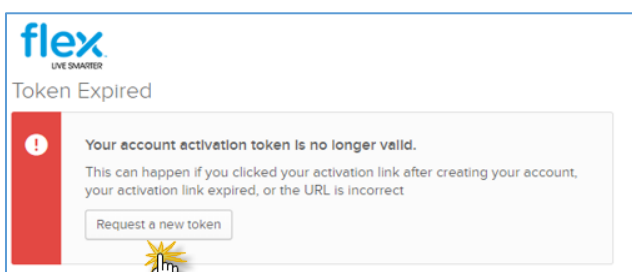 flex.
LIVE SMARTER
Token Expired
Your account activation token is no longer valid.
This can happen if you clicked your activation link after creating your account,
your activation link expired, or the URL is incorrect
Request a new token